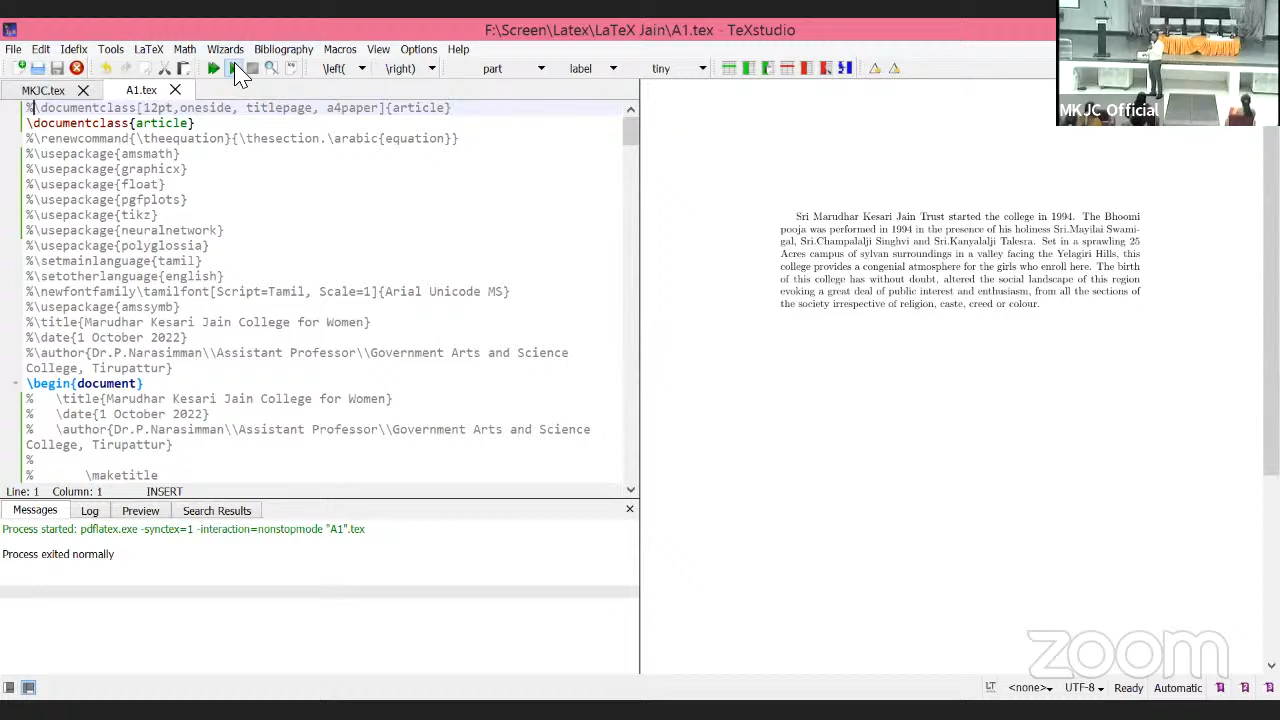 F:\Screen\Latex\LaTeX Jain\A1.tex - TeXstudio
File Edit Idefix Tools LaTeX Math Wizards Bibliography Macros View Options Help
\left( \right) part label tiny
MKJC.tex A1.tex
%\documentclass[12pt,oneside, titlepage, a4paper]{article}
\documentclass{article}
%\renewcommand{\theequation}{\thesection.\arabic{equation}}
%\usepackage{amsmath}
%\usepackage{graphicx}
%\usepackage{float}
%\usepackage{pgfplots}
%\usepackage{tikz}
%\usepackage{neuralnetwork}
%\usepackage{polyglossia}
%\setmainlanguage{tamil}
%\setotherlanguage{english}
%\newfontfamily\tamilfont[Script=Tamil, Scale=1]{Arial Unicode MS}
%\usepackage{amssymb}
%\title{Marudhar Kesari Jain College for Women}
%\date{1 October 2022}
%\author{Dr.P.Narasimman\\Assistant Professor\\Government Arts and Science
College, Tirupattur}
\begin{document}
% \title{Marudhar Kesari Jain College for Women}
% \date{1 October 2022}
% \author{Dr.P.Narasimman\\Assistant Professor\\Government Arts and Science
College, Tirupattur}
%
% \maketitle
Line: 1 Column: 1 INSERT
Messages Log Preview Search Results
Process started: pdflatex.exe -synctex=1 -interaction=nonstopmode "A1".tex
Process exited normally
Sri Marudhar Kesari Jain Trust started the college in 1994. The Bhoomi
pooja was performed in 1994 in the presence of his holiness Sri.Mayilai Swami-
gal, Sri.Champalalji Singhvi and Sri.Kanyalalji Talesra. Set in a sprawling 25
Acres campus of sylvan surroundings in a valley facing the Yelagiri Hills, this
college provides a congenial atmosphere for the girls who enroll here. The birth
of this college has without doubt, altered the social landscape of this region
evoking a great deal of public interest and enthusiasm, from all the sections of
the society irrespective of religion, caste, creed or colour.
MKJC Official
zoom
LT <none> UTF-8 Ready Automatic